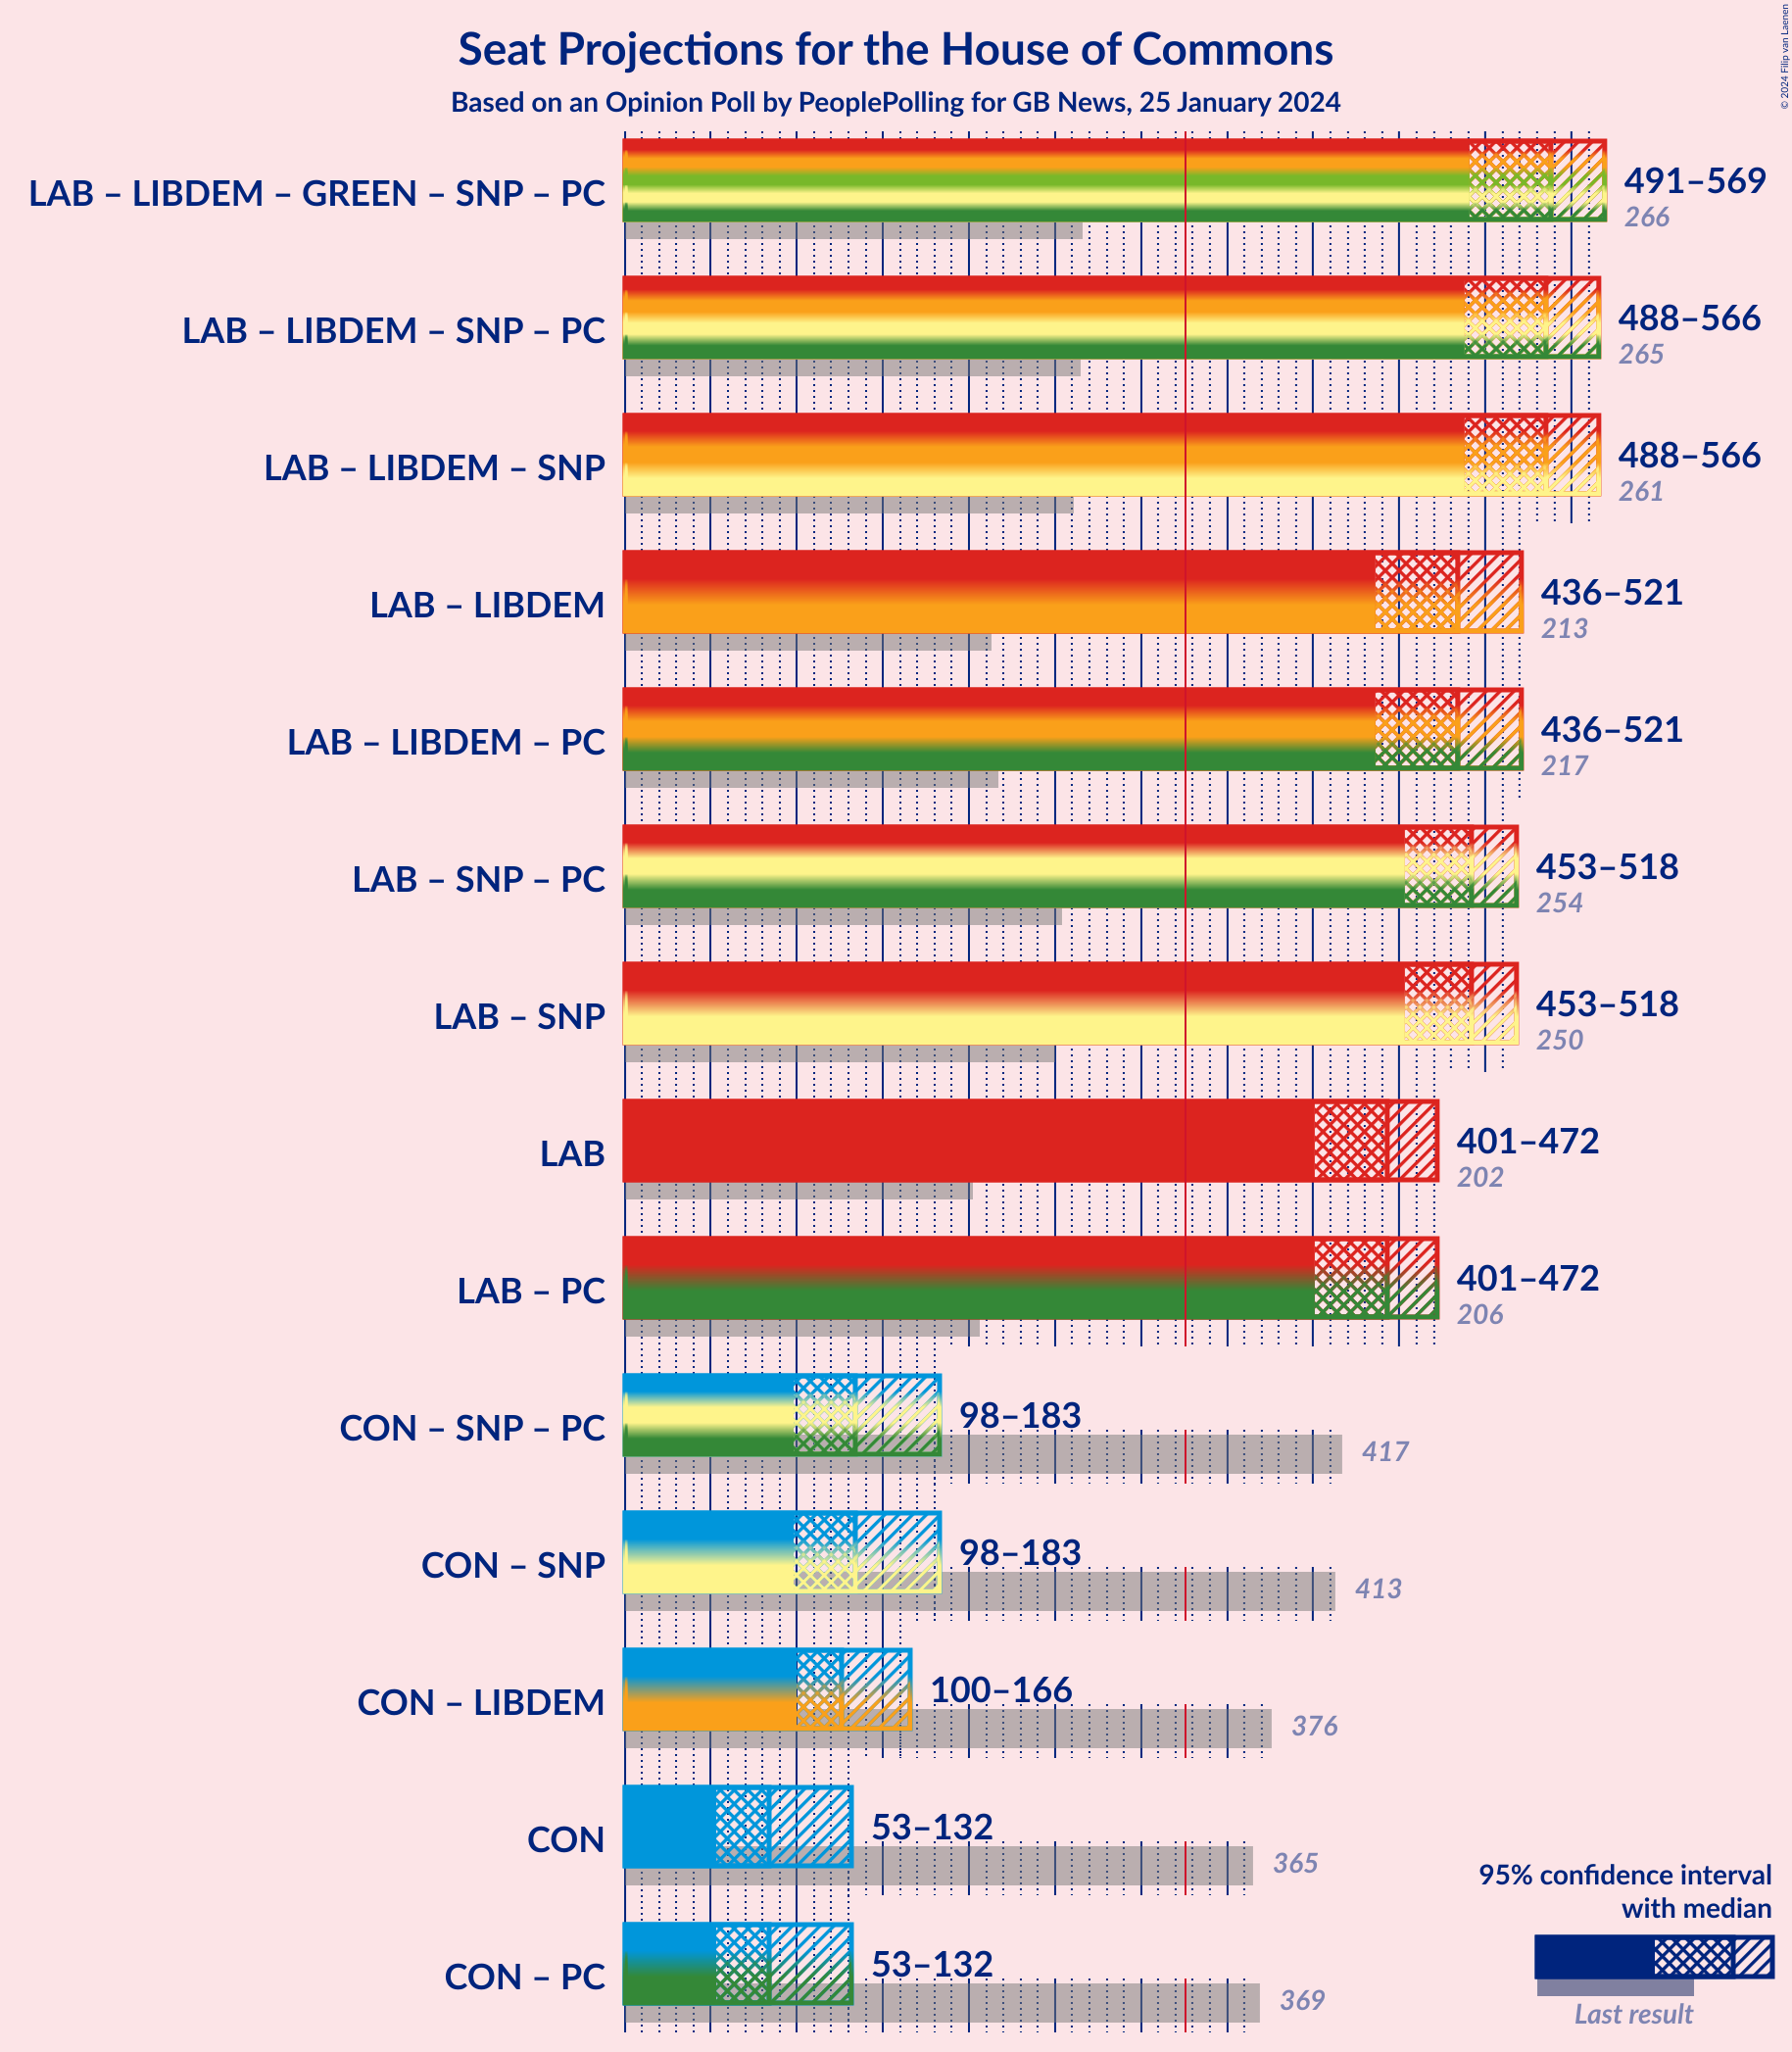 Seat Projections for the House of Commons
Based on an Opinion Poll by PeoplePolling for GB News, 25 January 2024
© 2024 Filip van Laenen
LAB – LIBDEM – GREEN – SNP – PC
491–569
266
LAB – LIBDEM – SNP – PC
488–566
265
LAB – LIBDEM – SNP
488–566
261
LAB – LIBDEM
436–521
213
LAB – LIBDEM – PC
436–521
217
LAB – SNP – PC
453–518
254
LAB – SNP
453–518
250
LAB
401–472
202
LAB – PC
401–472
206
CON – SNP – PC
98–183
417
CON – SNP
98–183
413
CON – LIBDEM
100–166
376
CON
53–132
365
CON – PC
53–132
369
95% confidence interval
with median
Last result